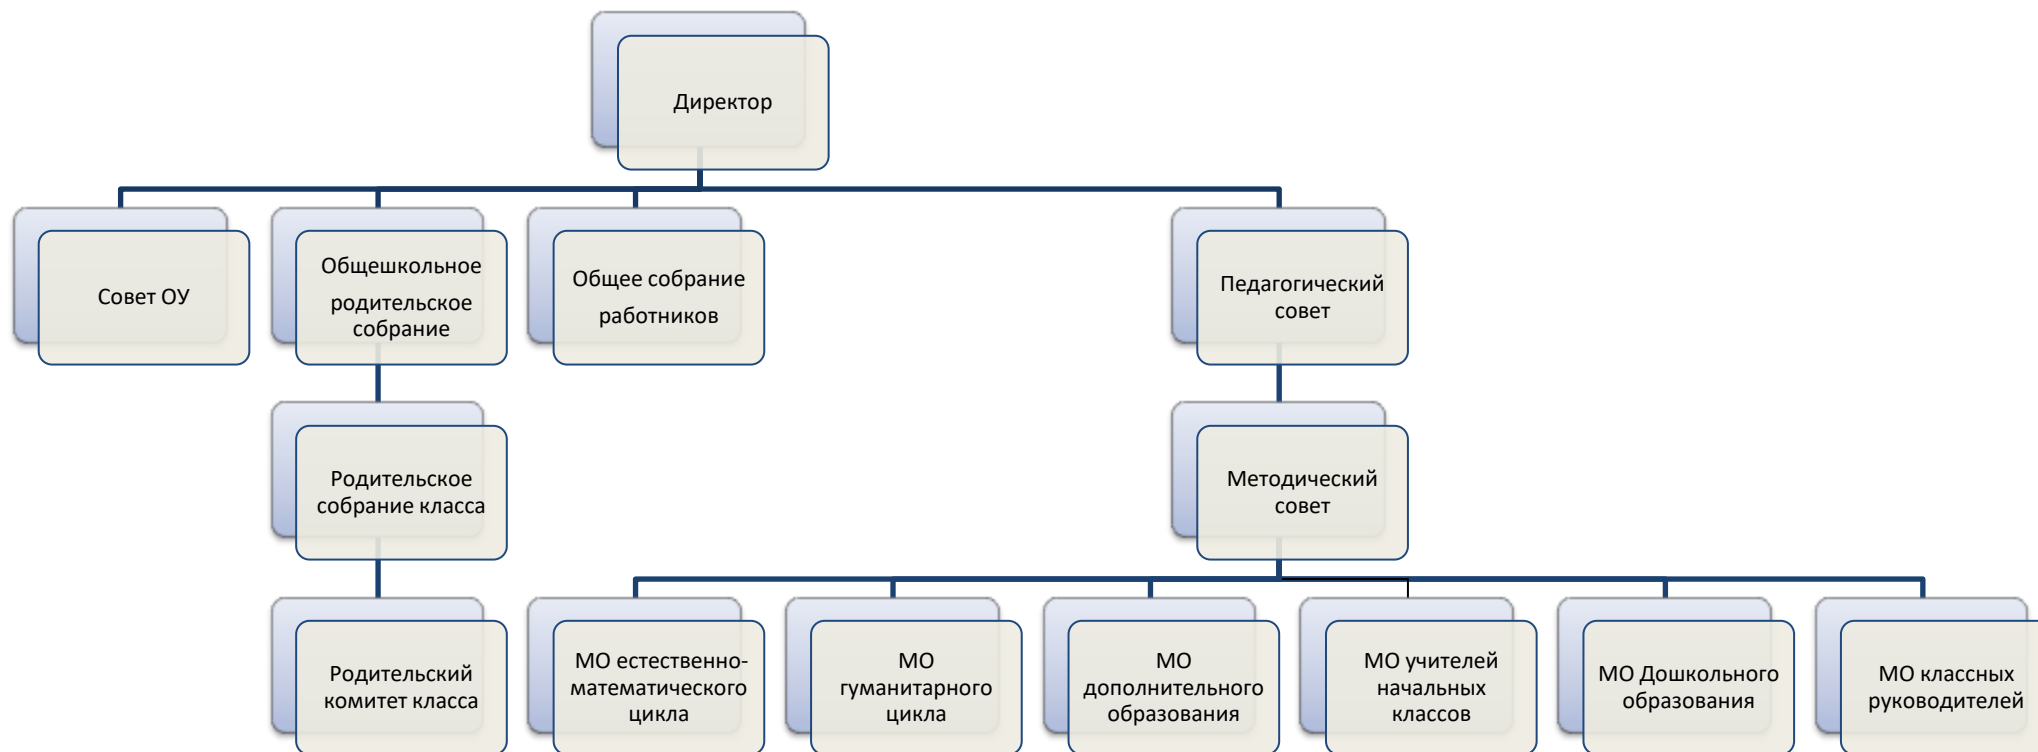 Директор
Совет ОУ
Общешкольное
родительское
собрание
Общее собрание
работников
Педагогический
совет
Родительское
собрание класса
Методический
совет
Родительский
комитет класса
МО естественно-
математического
цикла
МО
гуманитарного
цикла
МО
дополнительного
образования
МО учителей
начальных
классов
МО Дошкольного
образования
МО классных
руководителей